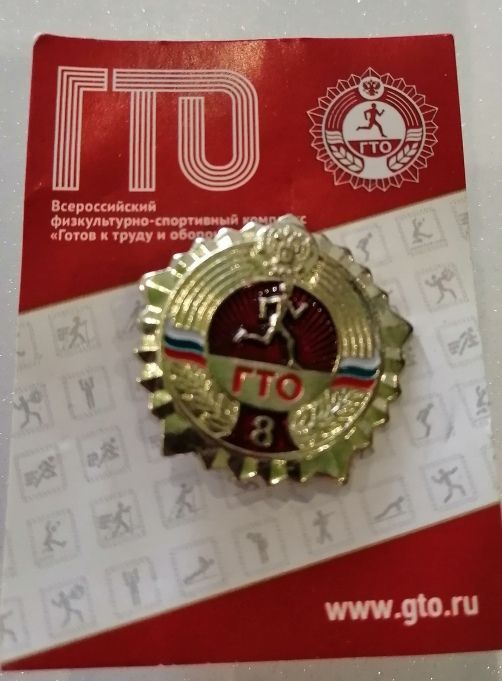 ГТО
ГТО
Всероссийский
физкультурно-спортивный комплекс
«Готов к труду и оборо
ГТО
8
www.gto.ru